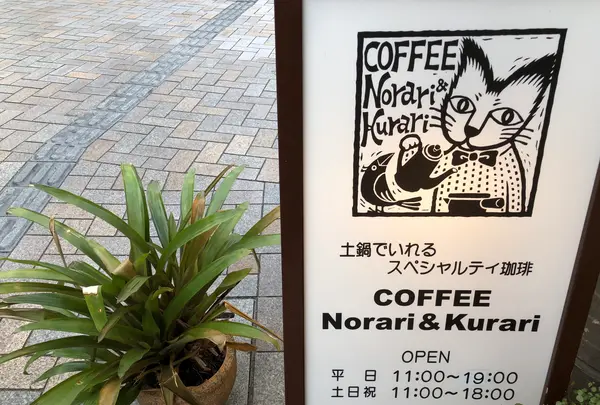 COFFEE
Norari &
Kurari
土鍋でいれる
スペシャルティ珈琲
COFFEE
Norari & Kurari
OPEN
平 日 11:00〜19:00
土日祝 11:00〜18:00